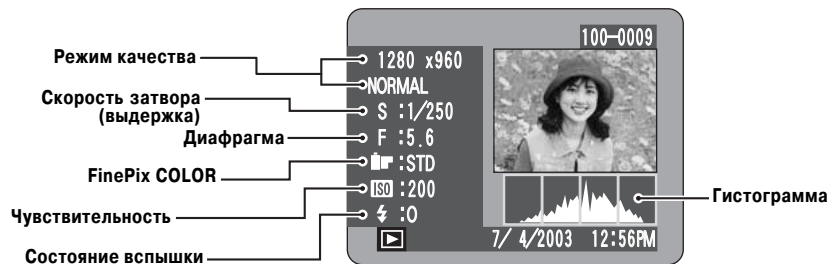 100-0009
Режим качества
1280 x960
NORMAL
Скорость затвора
(выдержка)
S :1/250
Диафрагма
F :5.6
FinePix COLOR
:STD
Чувствительность
ISO :200
Гистограмма
Состояние вспышки
:O
7/ 4/2003 12:56PM